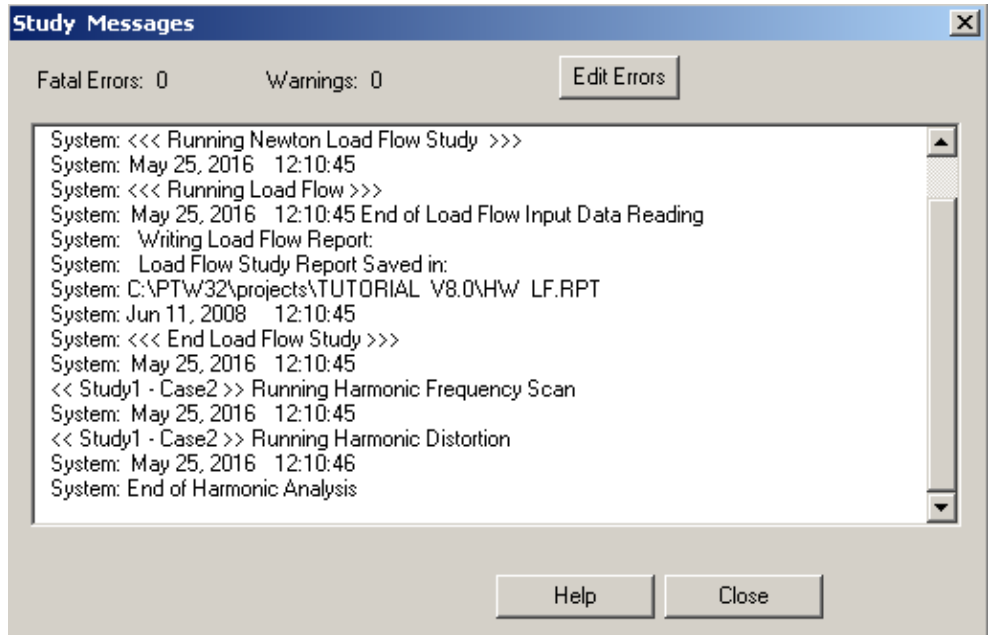 Study Messages
Fatal Errors: 0 Warnings: 0 Edit Errors
System: <<< Running Newton Load Flow Study >>>
System: May 25, 2016 12:10:45
System: <<< Running Load Flow >>>
System: May 25, 2016 12:10:45 End of Load Flow Input Data Reading
System: Writing Load Flow Report:
System: Load Flow Study Report Saved in:
System: C:\PTW32\projects\TUTORIAL V8.0\HW LF.RPT
System: Jun 11, 2008 12:10:45
System: <<< End Load Flow Study >>>
System: May 25, 2016 12:10:45
<< Study1 - Case2 >> Running Harmonic Frequency Scan
System: May 25, 2016 12:10:45
<< Study1 - Case2 >> Running Harmonic Distortion
System: May 25, 2016 12:10:46
System: End of Harmonic Analysis
Help Close